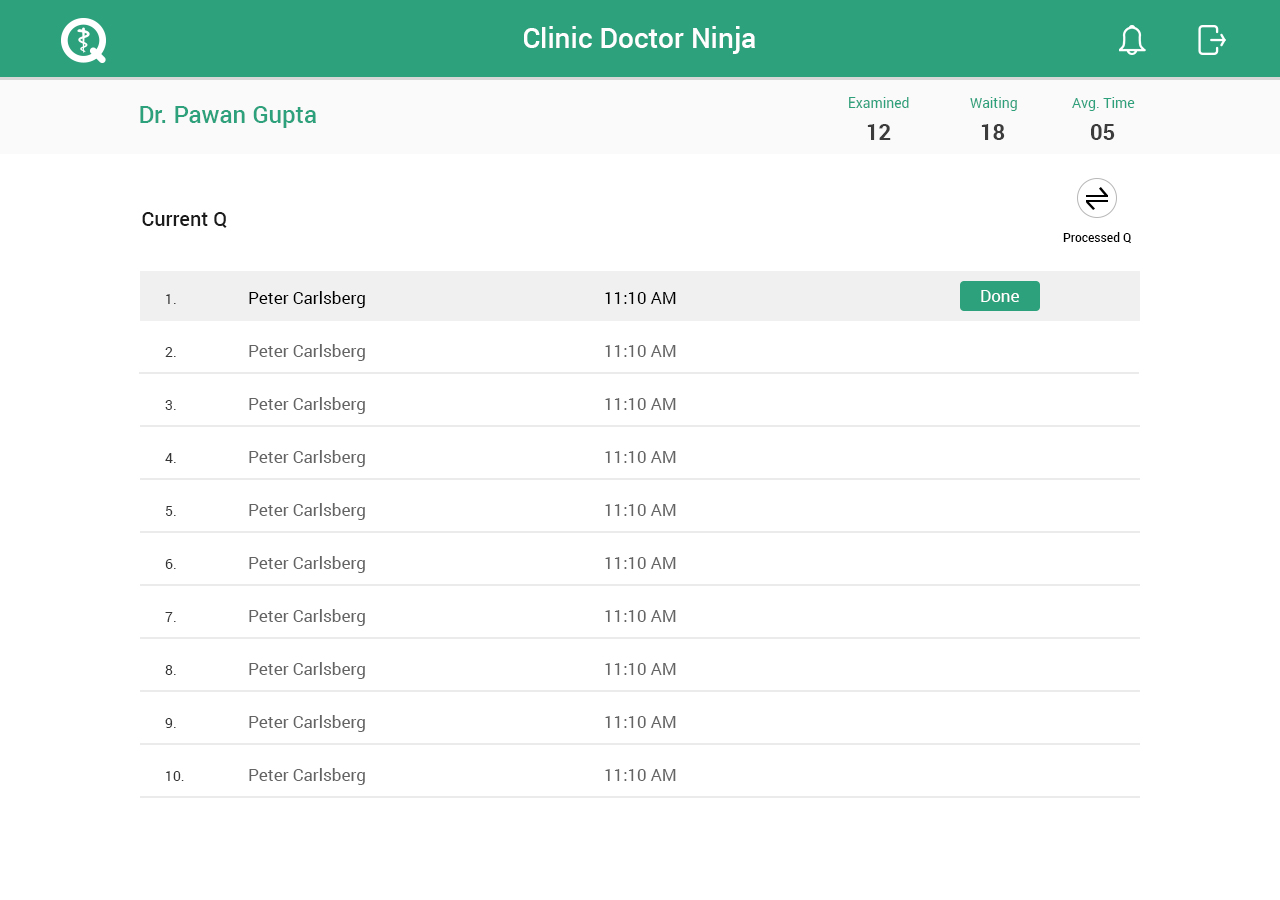 Clinic Doctor Ninja
Dr. Pawan Gupta
Examined Waiting Avg. Time
12 18 05
Current Q
Processed Q
1. Peter Carlsberg 11:10 AM Done
2. Peter Carlsberg 11:10 AM
3. Peter Carlsberg 11:10 AM
4. Peter Carlsberg 11:10 AM
5. Peter Carlsberg 11:10 AM
6. Peter Carlsberg 11:10 AM
7. Peter Carlsberg 11:10 AM
8. Peter Carlsberg 11:10 AM
9. Peter Carlsberg 11:10 AM
10. Peter Carlsberg 11:10 AM